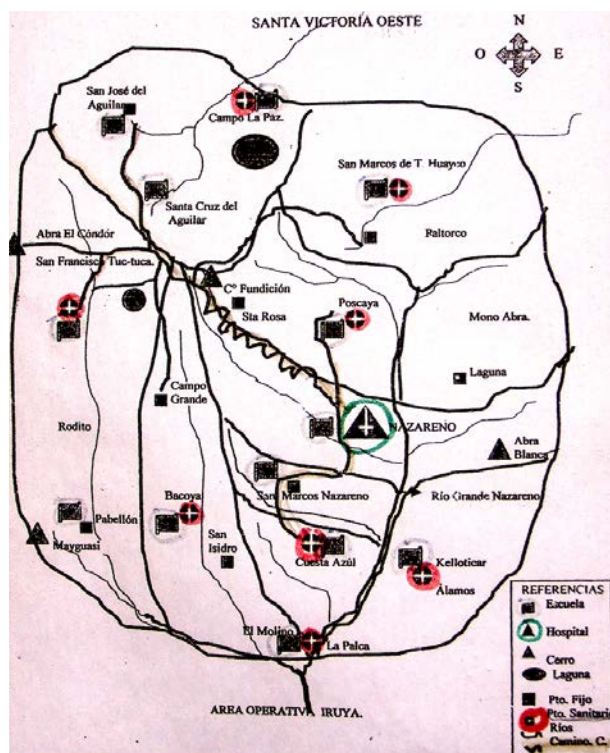 SANTA VICTORIA OESTE
N
O E
S
San José del
Aguilar
Campo La Paz.
San Marcos de T. Huayco
Santa Cruz del
Aguilar
Paltorco
Abra El Cóndor
San Francisco Tuc-tuca.
Cº Fundición
Sta Rosa
Poscaya
Mono Abra.
Laguna
Campo
Grande
Rodito
NAZARENO
Abra
Blanca
San Marcos Nazareno
Río Grande Nazareno
Bacoya
Pabellón
San
Isidro
Mayguasi
Cuesta Azúl
Kelloticar
Álamos
El Molino
La Palca
AREA OPERATIVA IRUYA.
REFERENCIAS
Escuela
Hospital
Cerro
Laguna
Pto. Fijo
Pto. Sanitario
Ríos
Camino. C.